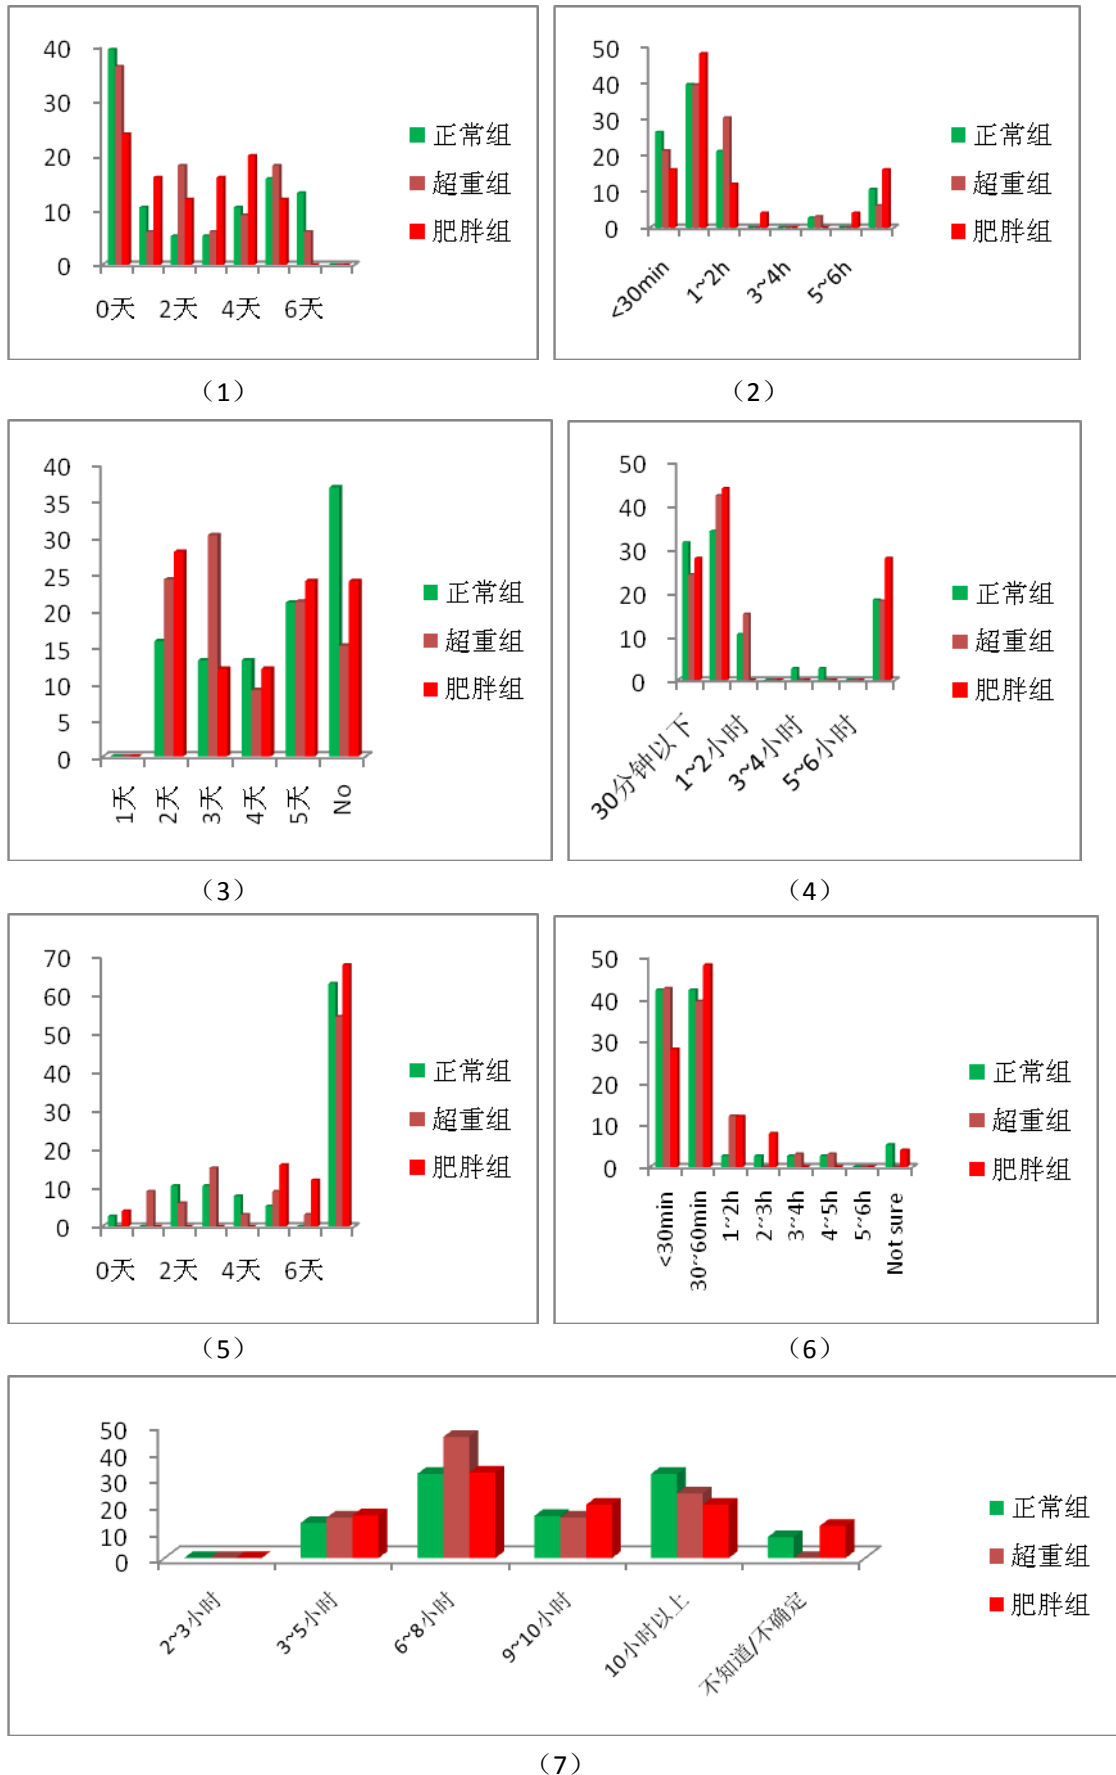 40
30
20
10
0
0天 2天 4天 6天
正常组
超重组
肥胖组
(1)
50
40
30
20
10
0
<30min 1~2h 3~4h 5~6h
正常组
超重组
肥胖组
(2)
40
35
30
25
20
15
10
5
0
1天 2天 3天 4天 5天 No
正常组
超重组
肥胖组
(3)
50
40
30
20
10
0
30分钟以下 1~2小时 3~4小时 5~6小时
正常组
超重组
肥胖组
(4)
70
60
50
40
30
20
10
0
0天 2天 4天 6天
正常组
超重组
肥胖组
(5)
50
40
30
20
10
0
<30min 30~60min 1~2h 2~3h 3~4h 4~5h 5~6h Not sure
正常组
超重组
肥胖组
(6)
50
40
30
20
10
0
2~3小时 3~5小时 6~8小时 9~10小时 10小时以上 不知道/不确定
正常组
超重组
肥胖组
(7)